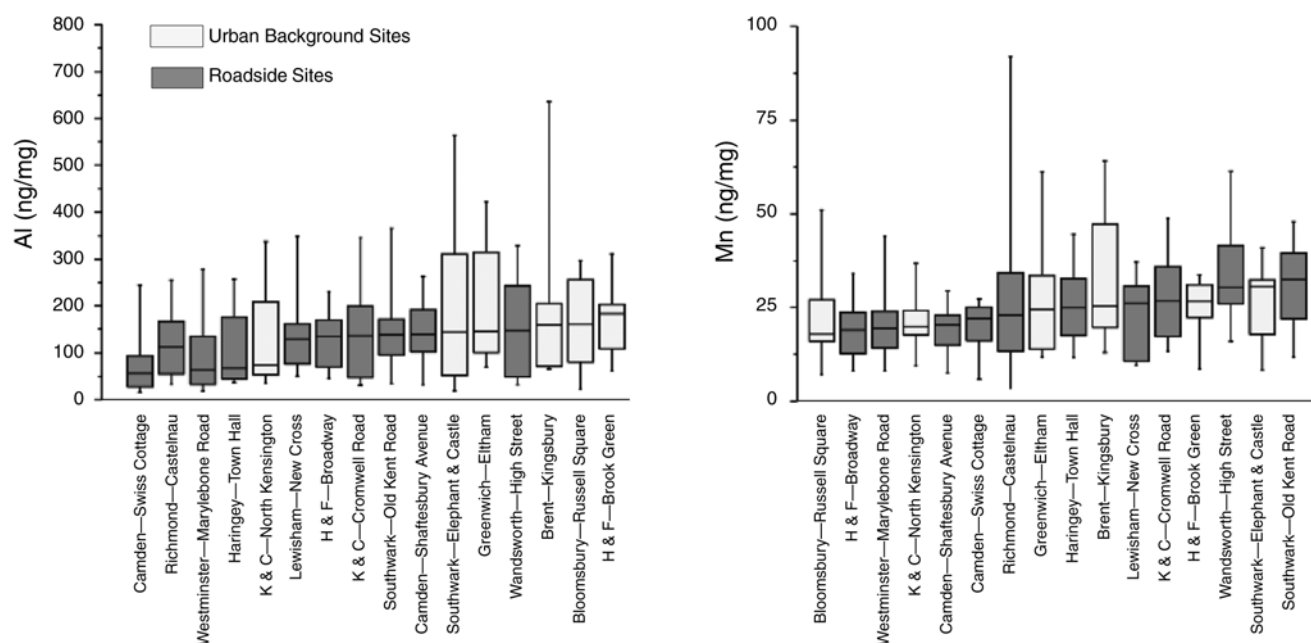 800
700
600
500
400
300
200
100
0
Al (ng/mg)
Urban Background Sites
Roadside Sites
Camden—Swiss Cottage
Richmond—Castelnau
Westminster—Marylebone Road
Haringey—Town Hall
K & C—North Kensington
Lewisham—New Cross
H & F—Broadway
K & C—Cromwell Road
Southwark—Old Kent Road
Camden—Shaftesbury Avenue
Southwark—Elephant & Castle
Greenwich—Eltham
Wandsworth—High Street
Brent—Kingsbury
Bloomsbury—Russell Square
H & F—Brook Green
100
75
50
25
0
Mn (ng/mg)
Bloomsbury—Russell Square
H & F—Broadway
Westminster—Marylebone Road
K & C—North Kensington
Camden—Shaftesbury Avenue
Camden—Swiss Cottage
Richmond—Castelnau
Greenwich—Eltham
Haringey—Town Hall
Brent—Kingsbury
Lewisham—New Cross
K & C—Cromwell Road
H & F—Brook Green
Wandsworth—High Street
Southwark—Elephant & Castle
Southwark—Old Kent Road